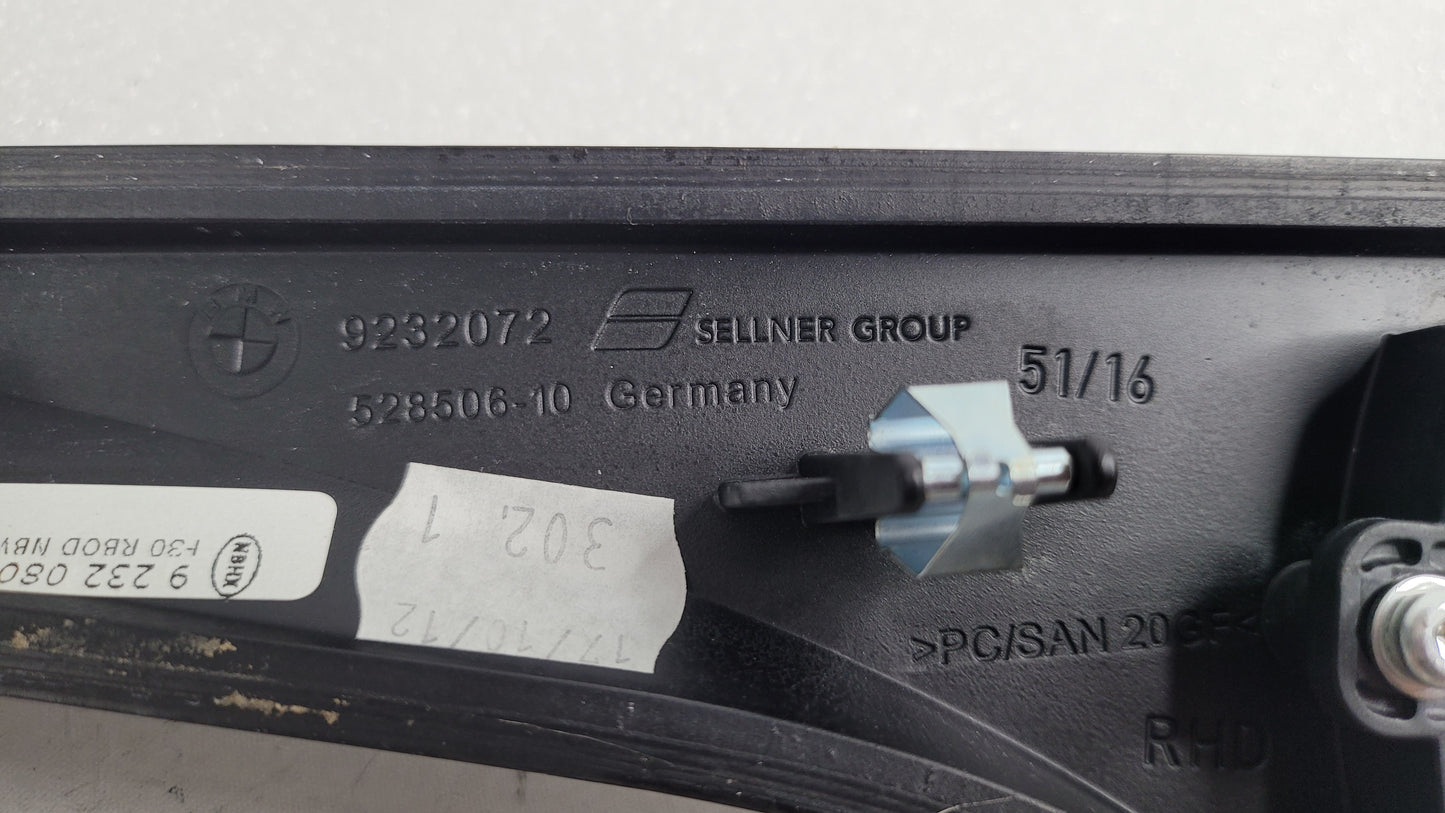 BMW
9232072
SELLNER GROUP
528506-10 Germany
51/16
302.1
17/10/12
NBHX
F30 RBOD NBV
9 232 080
>PC/SAN 20GF<
RHD